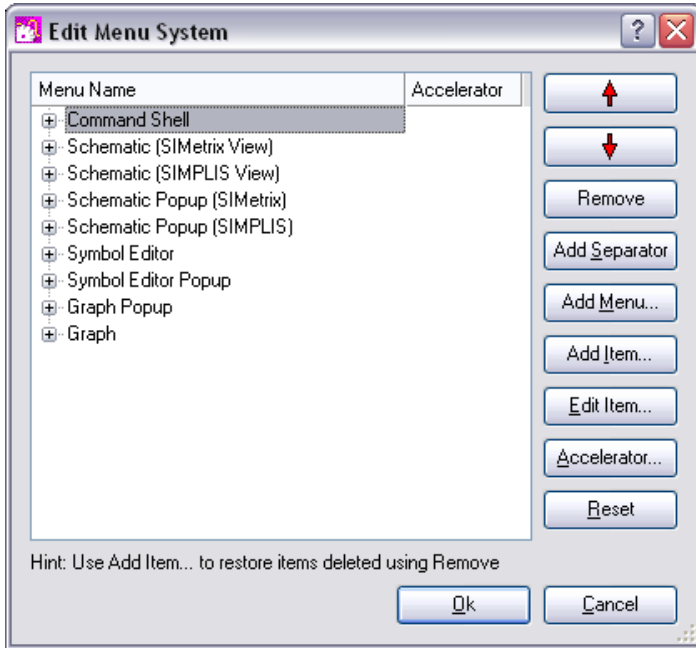 Edit Menu System
?
Menu Name Accelerator
Command Shell
Schematic (SIMetrix View)
Schematic (SIMPLIS View)
Schematic Popup (SIMetrix)
Schematic Popup (SIMPLIS)
Symbol Editor
Symbol Editor Popup
Graph Popup
Graph
Remove
Add Separator
Add Menu...
Add Item...
Edit Item...
Accelerator...
Reset
Hint: Use Add Item... to restore items deleted using Remove
Ok Cancel